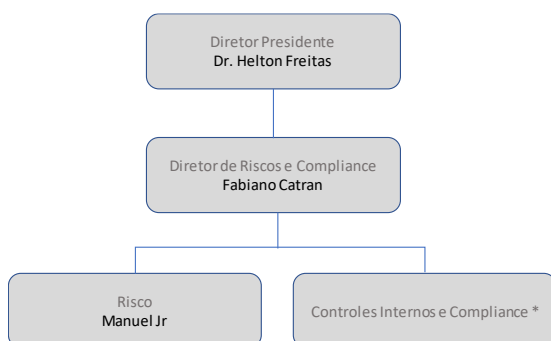 Diretor Presidente
Dr. Helton Freitas
Diretor de Riscos e Compliance
Fabiano Catran
Risco
Manuel Jr
Controles Internos e Compliance *